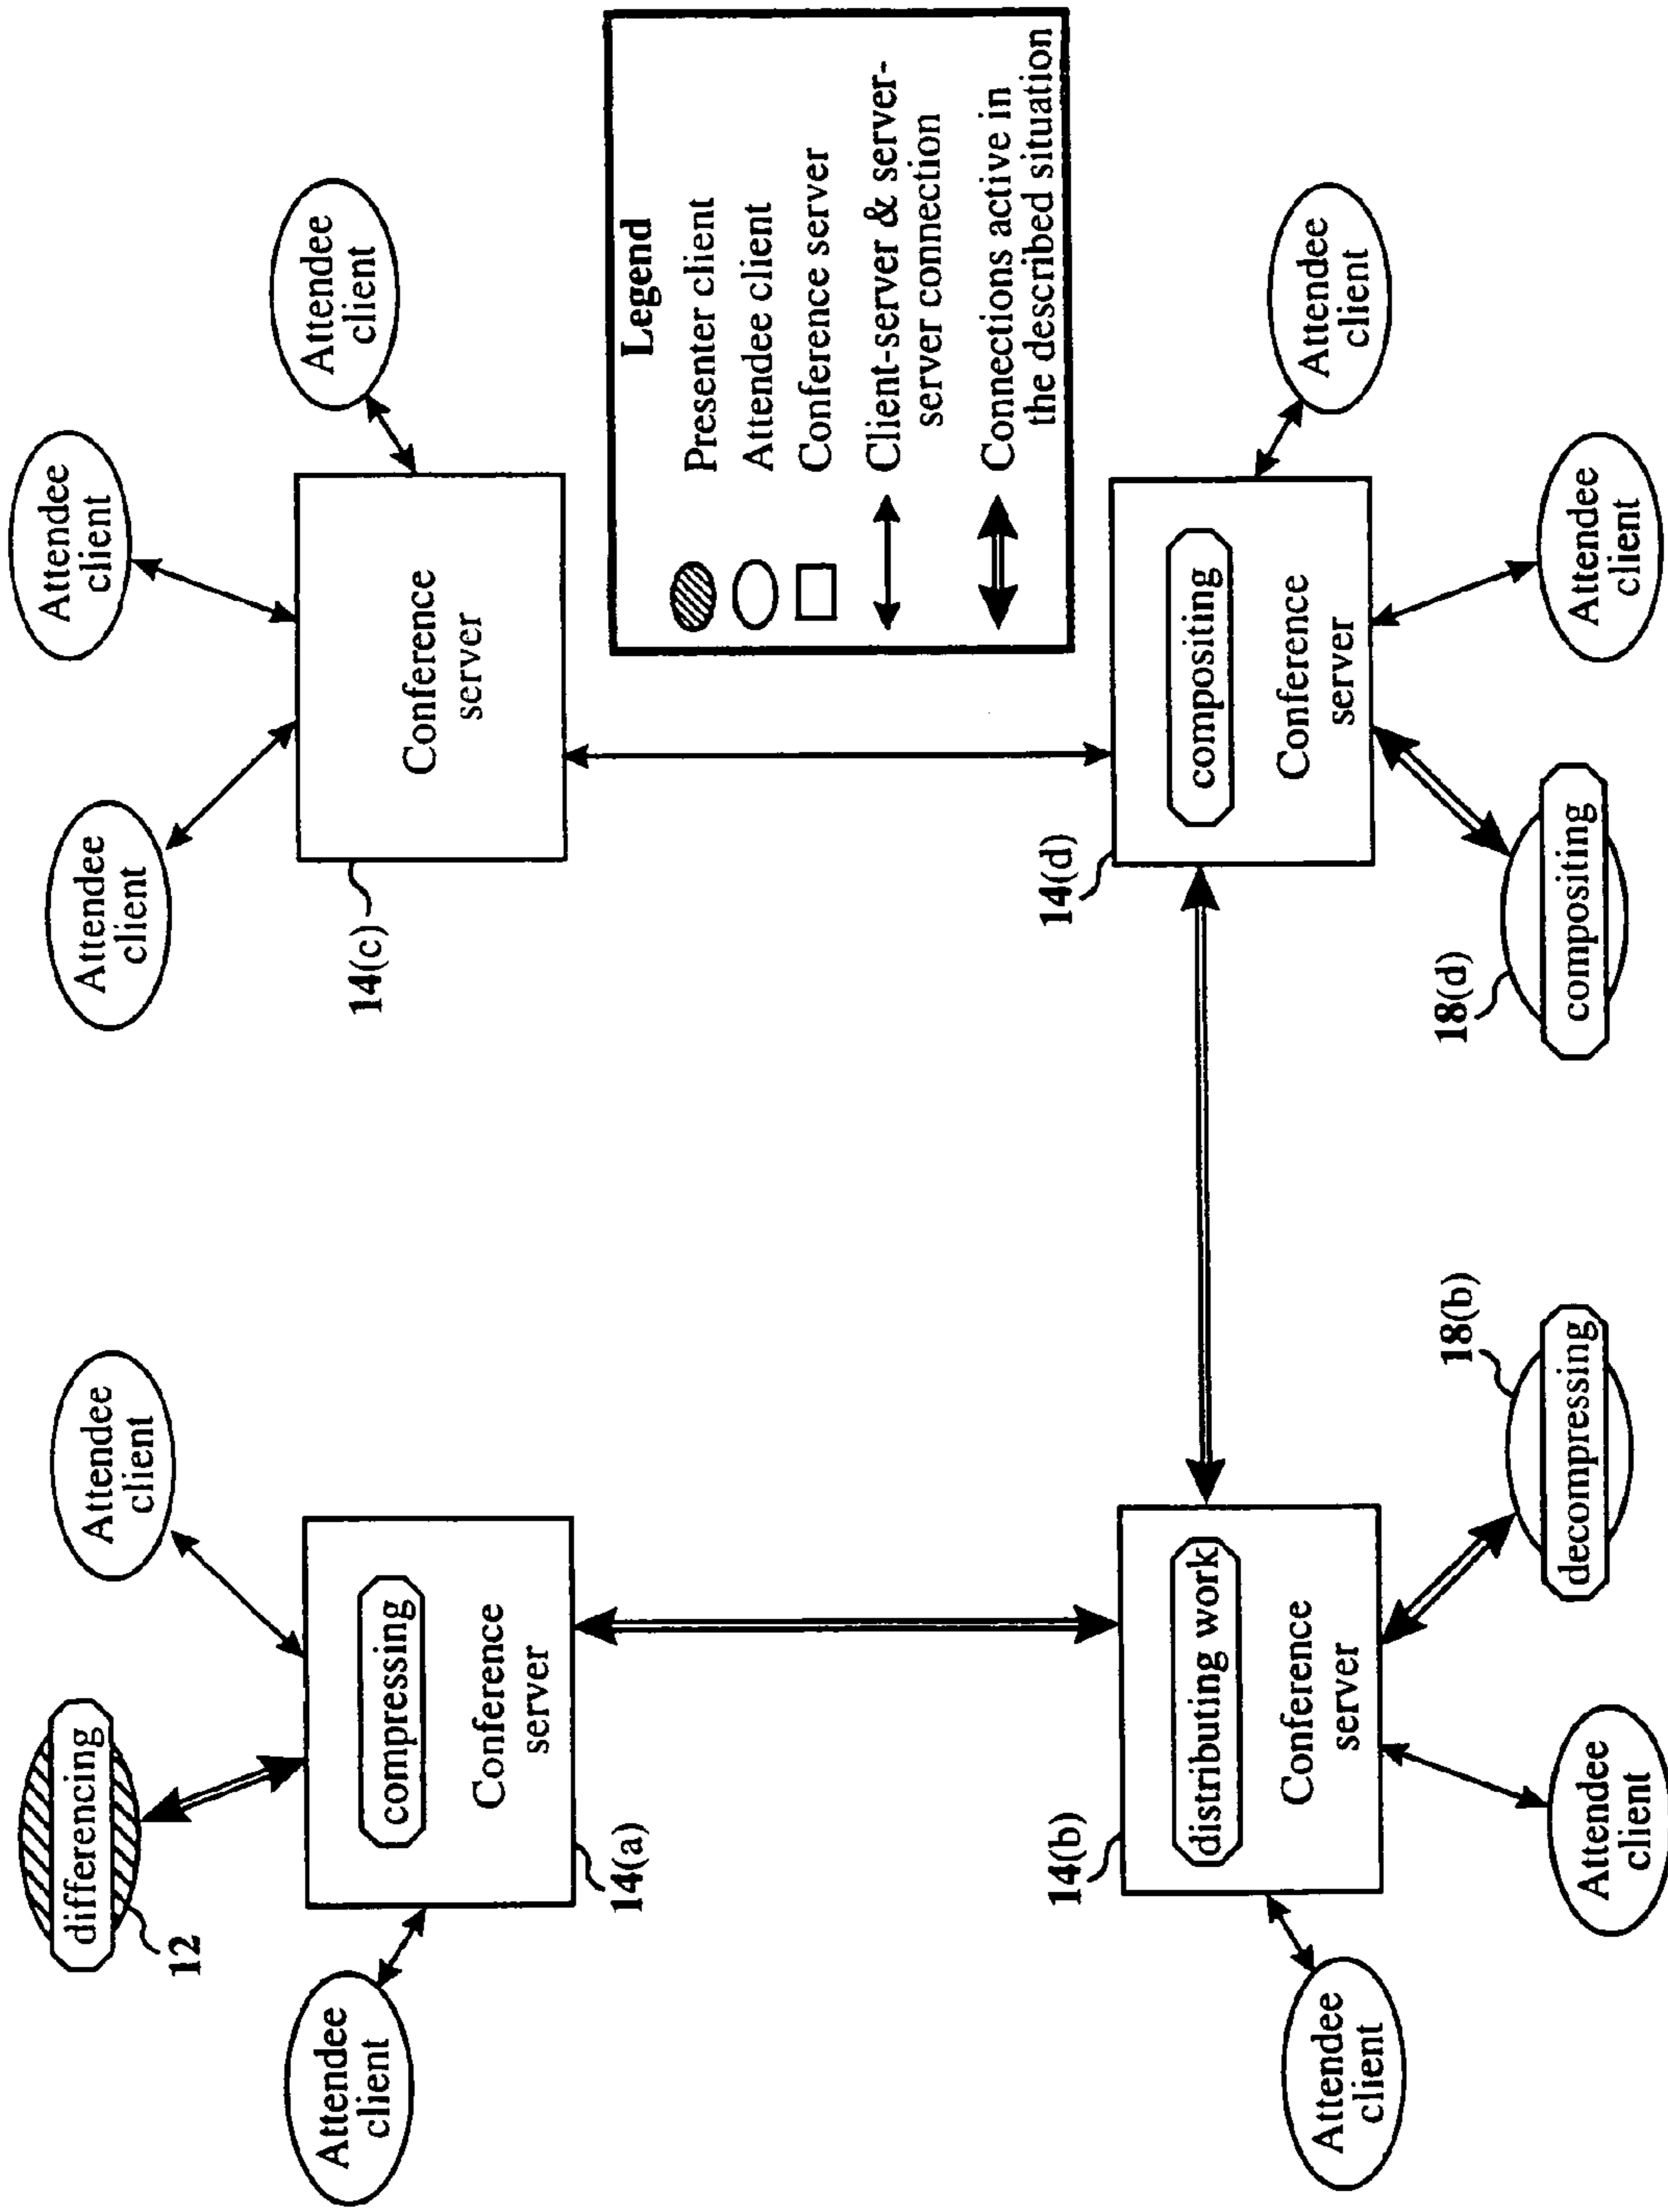 differencing
12
Attendee
client
Attendee
client
compressing
Conference
server
14(a)
Attendee
client
Attendee
client
Attendee
client
Conference
server
14(c)
14(b)
distributing work
Conference
server
Attendee
client
Attendee
client
decompressing
18(b)
14(d)
compositing
Conference
server
18(d)
compositing
Attendee
client
Attendee
client
Legend
Presenter client
Attendee client
Conference server
Client-server & server-
server connection
Connections active in
the described situation